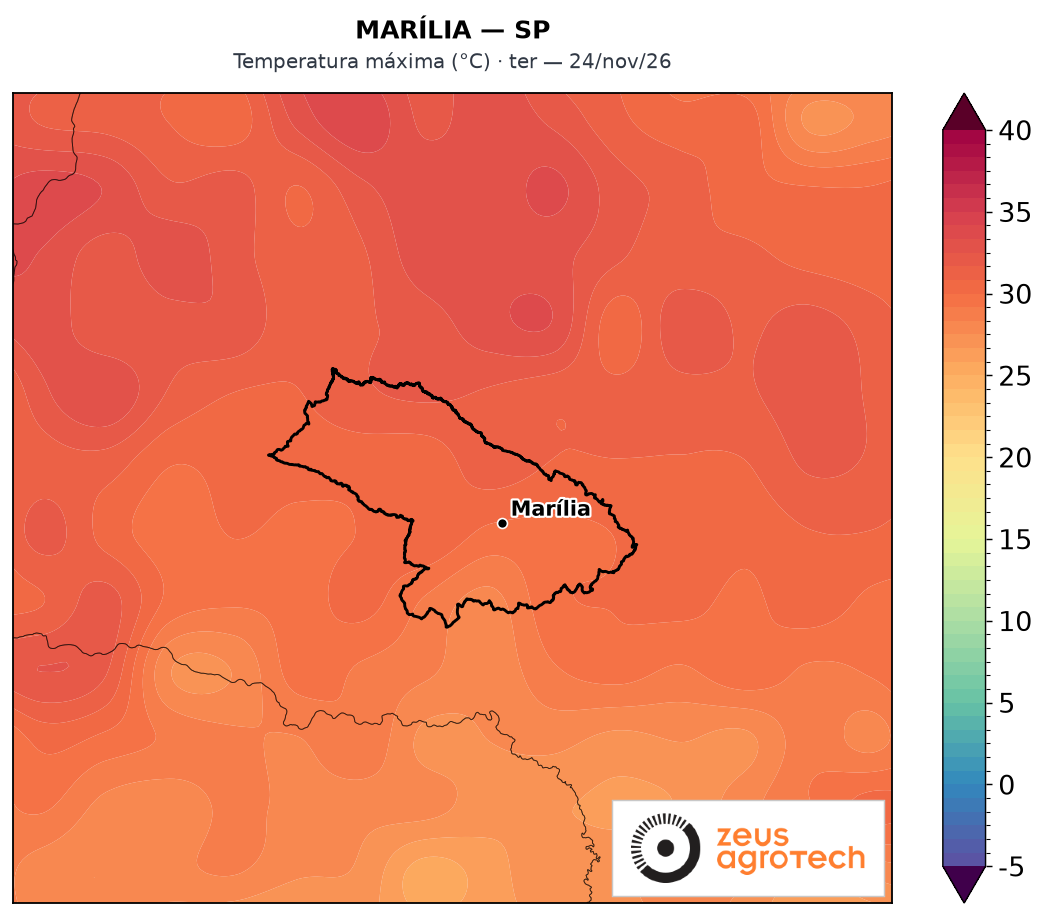 MARÍLIA — SP
Temperatura máxima (°C) · ter — 24/nov/26
40
35
30
25
20
15
10
5
0
-5
Marília
zeus
agrotech